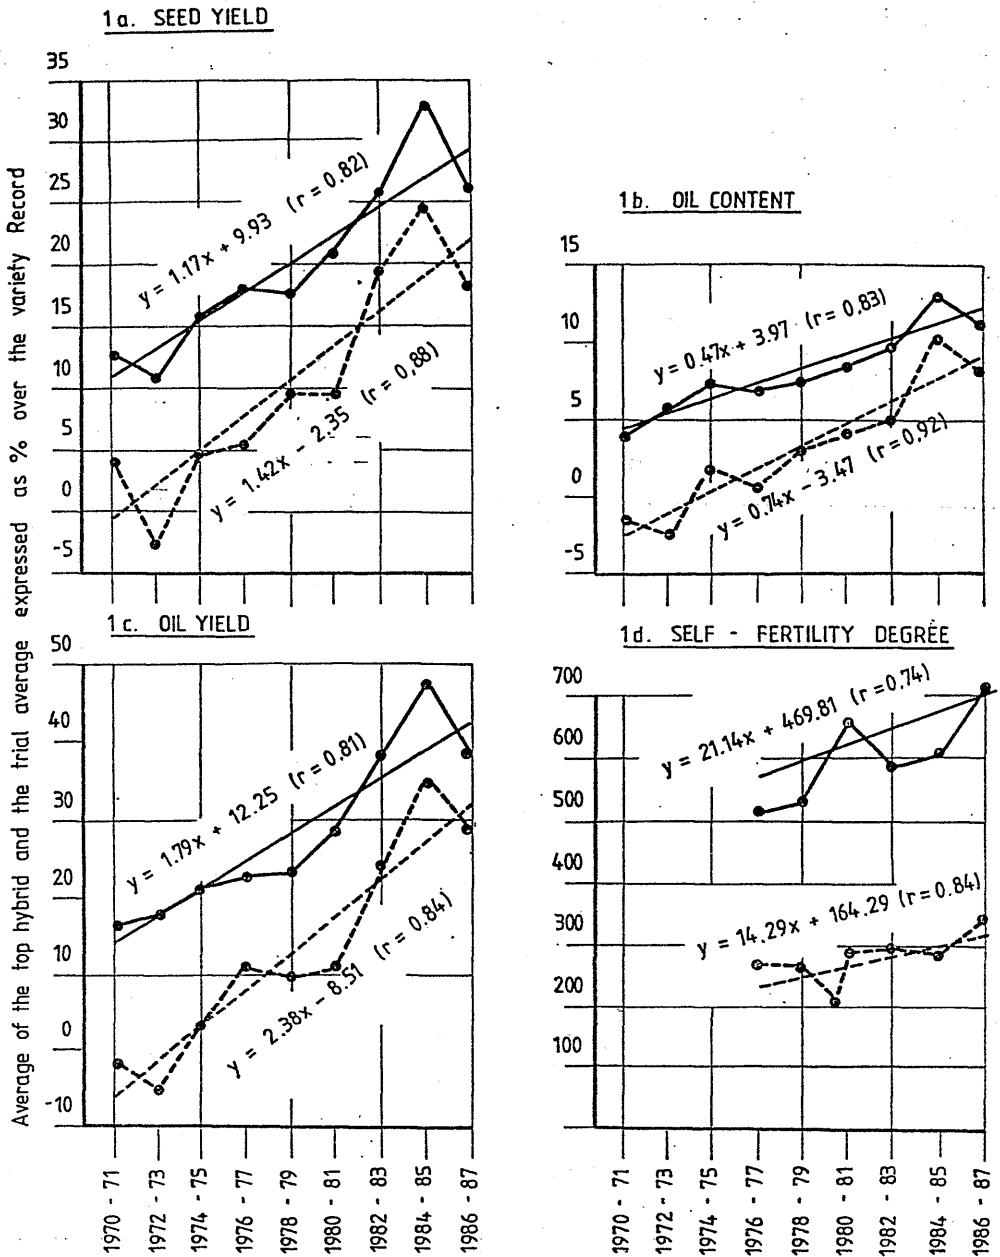 1a. SEED YIELD
35
30
25
20
15
10
5
0
-5
y = 1.17x + 9.93 (r = 0.82)
y = 1.42x - 2.35 (r = 0,88)
1b. OIL CONTENT
15
10
5
0
-5
y = 0.47x + 3.97 (r = 0.83)
y = 0.74x - 3.47 (r = 0.92)
1c. OIL YIELD
50
40
30
20
10
0
-10
y = 1.79x + 12.25 (r = 0.81)
y = 2.38x - 8.51 (r = 0.84)
1970 - 71
1972 - 73
1974 - 75
1976 - 77
1978 - 79
1980 - 81
1982 - 83
1984 - 85
1986 - 87
1d. SELF - FERTILITY DEGREE
700
600
500
400
300
200
100
y = 21.14x + 469.81 (r = 0.74)
y = 14.29x + 164.29 (r = 0.84)
1970 - 71
1972 - 73
1974 - 75
1976 - 77
1978 - 79
1980 - 81
1982 - 83
1984 - 85
1986 - 87
Average of the top hybrid and the trial average expressed as % over the variety Record